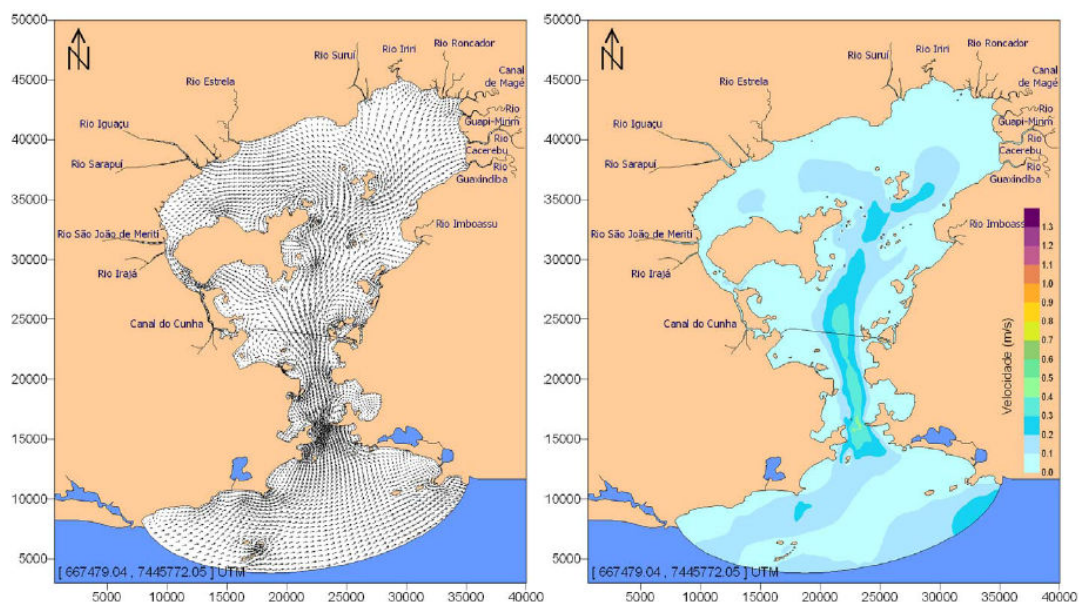 50000
45000
40000
35000
30000
25000
20000
15000
10000
5000
N
Rio Suruí
Rio Iriri
Rio Roncador
Canal
de Magé
Rio Estrela
Rio
Guapi-Mirim
Rio Iguaçu
Rio
Caceribu
Rio Sarapuí
Rio
Guaxindiba
Rio Imboassu
Rio São João de Meriti
Rio Irajá
Canal do Cunha
[ 667479.04 , 7445772.05 ] UTM
5000 10000 15000 20000 25000 30000 35000 40000
50000
45000
40000
35000
30000
25000
20000
15000
10000
5000
N
Rio Suruí
Rio Iriri
Rio Roncador
Canal
de Magé
Rio Estrela
Rio
Guapi-Mirim
Rio Iguaçu
Rio
Caceribu
Rio Sarapuí
Rio
Guaxindiba
Rio Imboass
Rio São João de Meriti
Rio Irajá
Canal do Cunha
Velocidade (m/s)
1.3
1.2
1.1
1.0
0.9
0.8
0.7
0.6
0.5
0.4
0.3
0.2
0.1
0.0
[ 667479.04 , 7445772.05 ] UTM
5000 10000 15000 20000 25000 30000 35000 40000